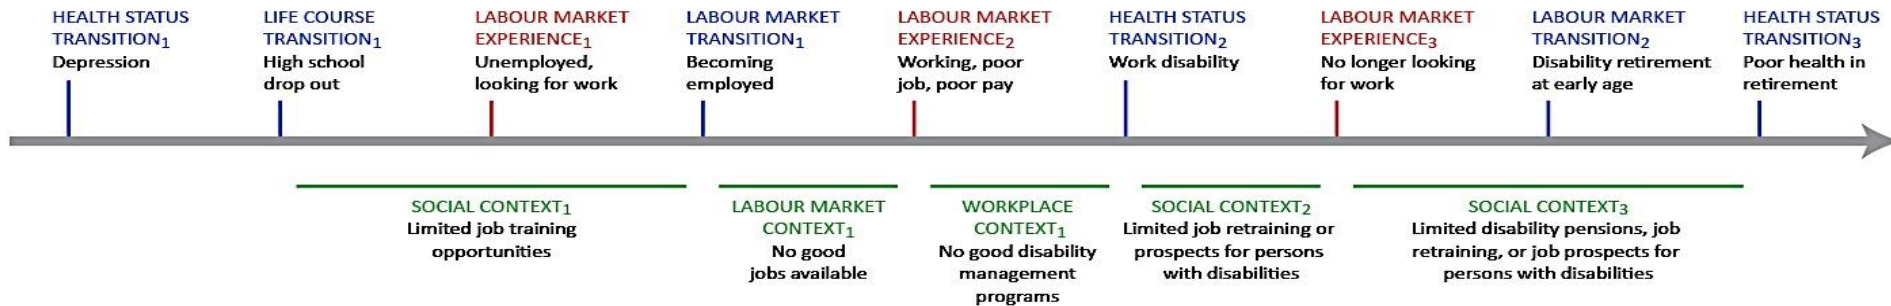 HEALTH STATUS
TRANSITION1
Depression
LIFE COURSE
TRANSITION1
High school
drop out
LABOUR MARKET
EXPERIENCE1
Unemployed,
looking for work
LABOUR MARKET
TRANSITION1
Becoming
employed
LABOUR MARKET
EXPERIENCE2
Working, poor
job, poor pay
HEALTH STATUS
TRANSITION2
Work disability
LABOUR MARKET
EXPERIENCE3
No longer looking
for work
LABOUR MARKET
TRANSITION2
Disability retirement
at early age
HEALTH STATUS
TRANSITION3
Poor health in
retirement
SOCIAL CONTEXT1
Limited job training
opportunities
LABOUR MARKET
CONTEXT1
No good
jobs available
WORKPLACE
CONTEXT1
No good disability
management
programs
SOCIAL CONTEXT2
Limited job retraining or
prospects for persons
with disabilities
SOCIAL CONTEXT3
Limited disability pensions, job
retraining, or job prospects for
persons with disabilities